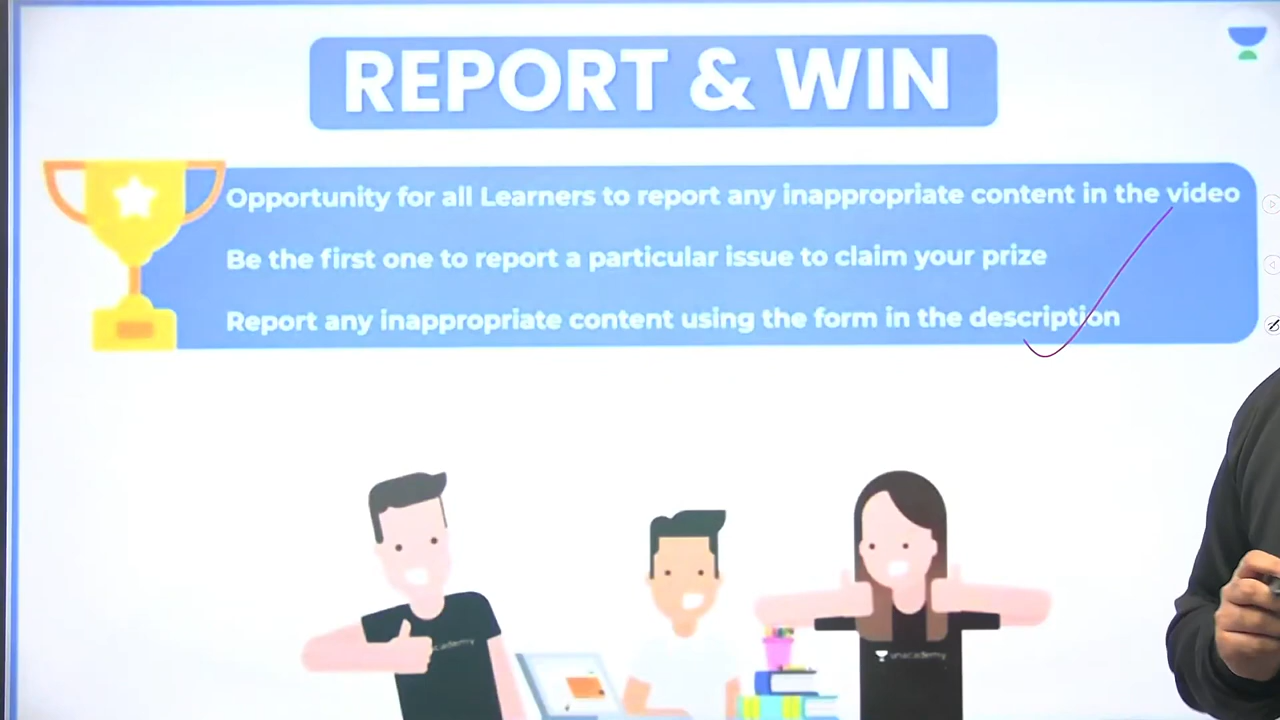 REPORT & WIN
Opportunity for all Learners to report any inappropriate content in the video
Be the first one to report a particular issue to claim your prize
Report any inappropriate content using the form in the description
unacademy